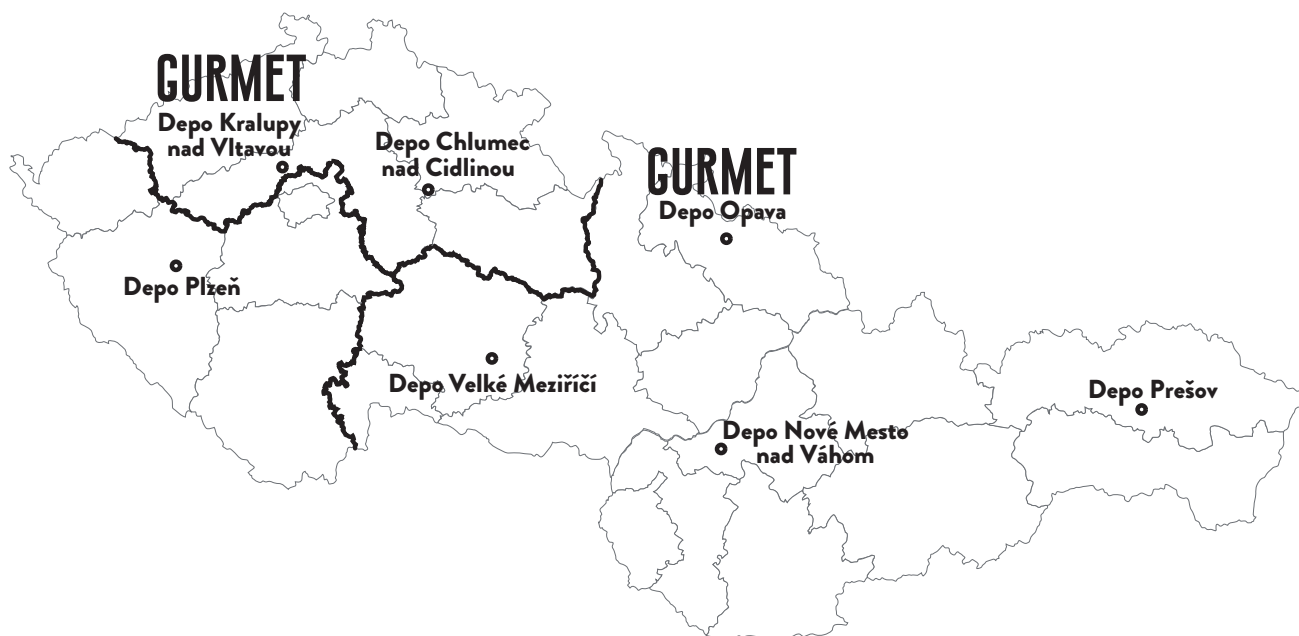 GURMET
Depo Kralupy
nad Vltavou
Depo Chlumec
nad Cidlinou
GURMET
Depo Opava
Depo Plzeň
Depo Velké Meziříčí
Depo Prešov
Depo Nové Mesto
nad Váhom